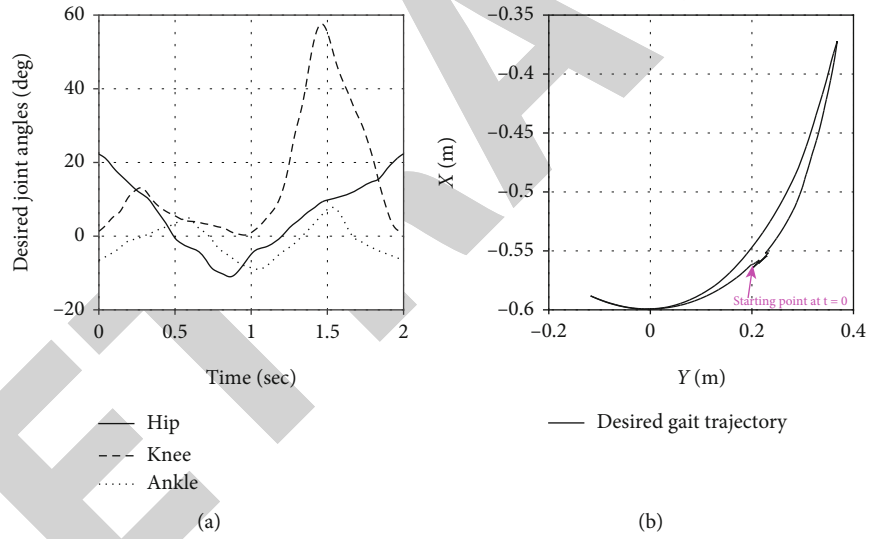 60
40
20
0
−20
Desired joint angles (deg)
0
0.5
1
1.5
2
Time (sec)
Hip
Knee
Ankle
(a)
−0.35
−0.4
−0.45
−0.5
−0.55
−0.6
X (m)
Starting point at t = 0
−0.2
0
0.2
0.4
Y (m)
Desired gait trajectory
(b)